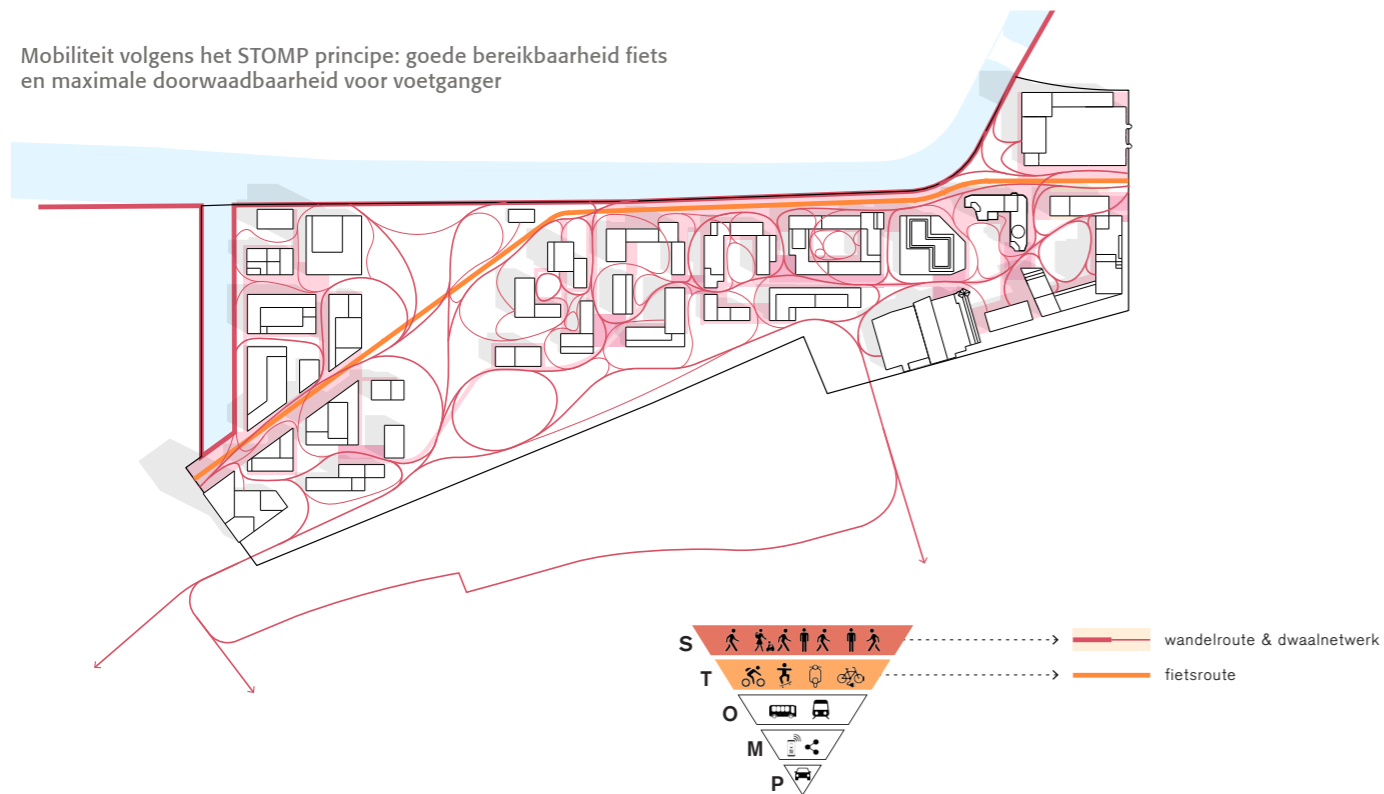 Mobiliteit volgens het STOMP principe: goede bereikbaarheid fiets
en maximale doorwaadbaarheid voor voetganger
S
wandelroute & dwaalnetwerk
T
fietsroute
O
M
P